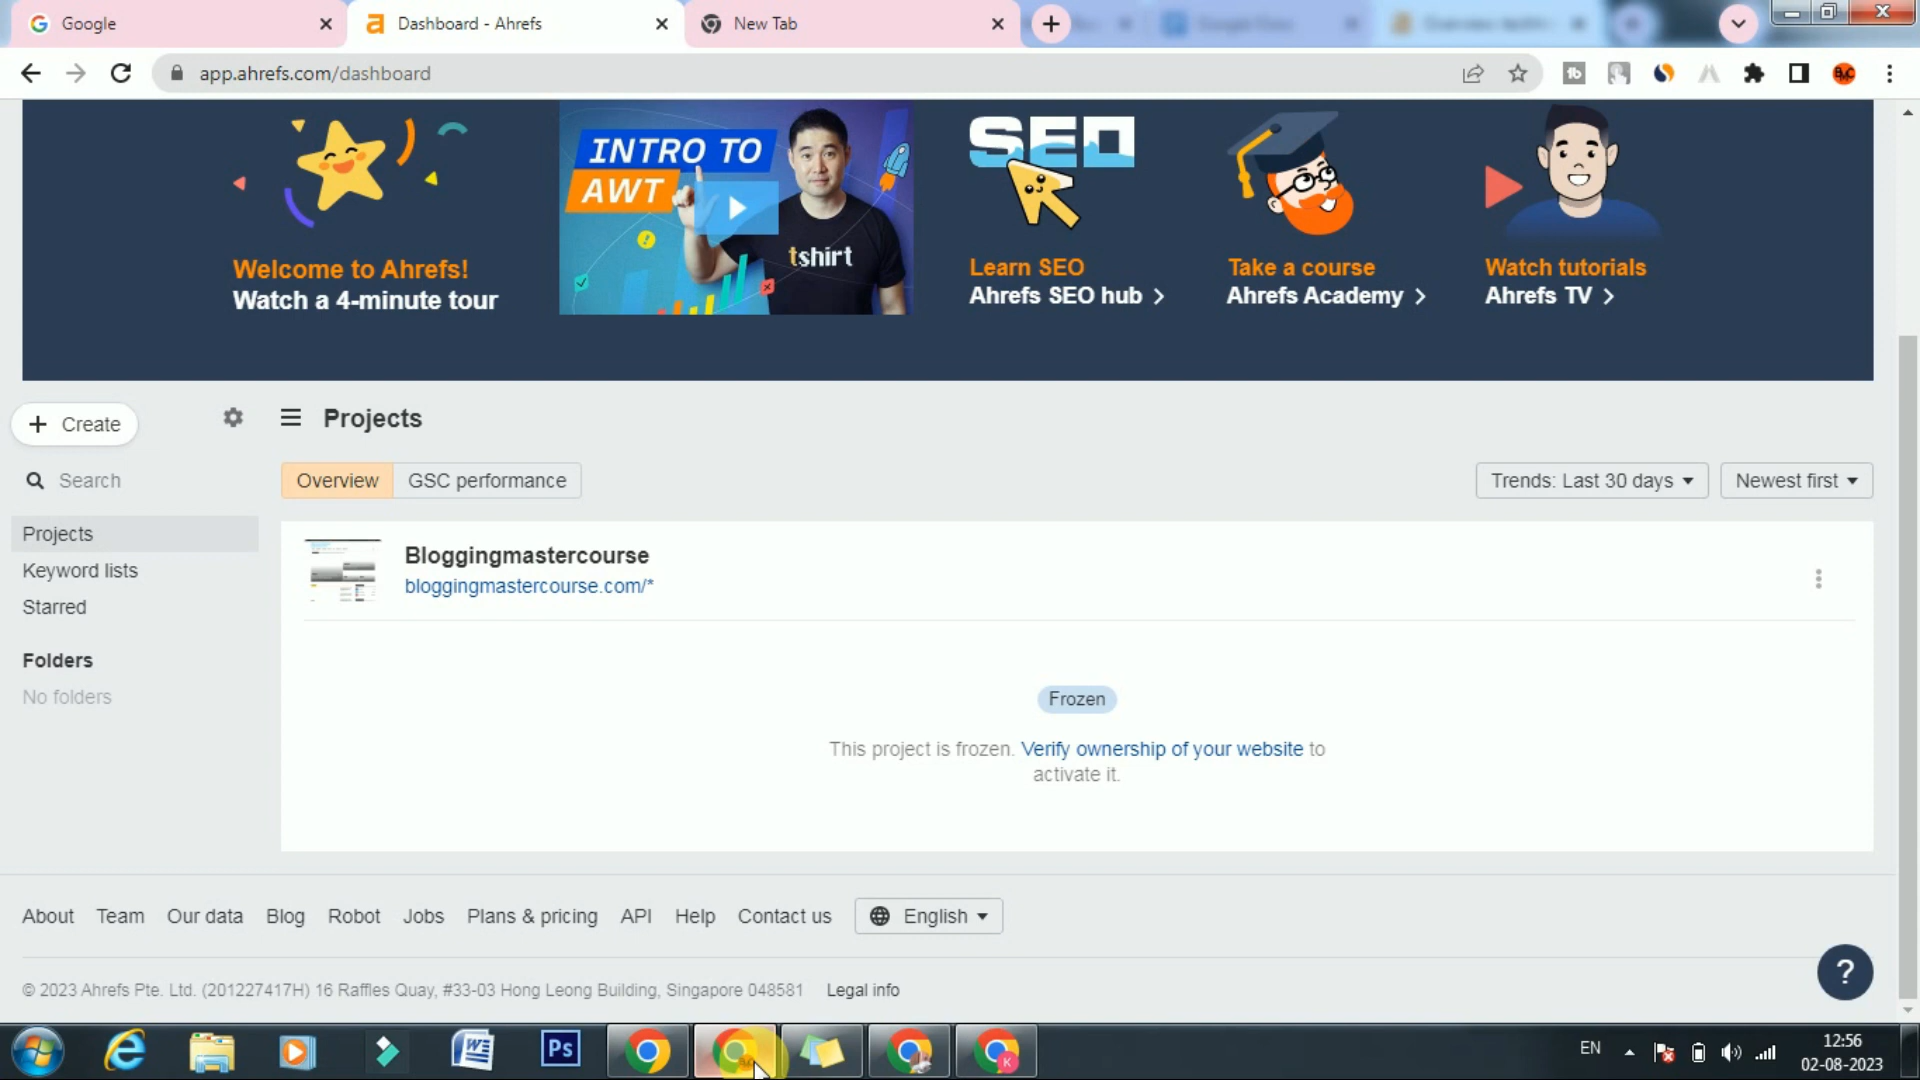 Google
Dashboard - Ahrefs
New Tab
app.ahrefs.com/dashboard
INTRO TO
AWT
tshirt
SEO
Welcome to Ahrefs!
Watch a 4-minute tour
Learn SEO
Ahrefs SEO hub
Take a course
Ahrefs Academy
Watch tutorials
Ahrefs TV
Create
Projects
Search
Overview
GSC performance
Trends: Last 30 days
Newest first
Projects
Keyword lists
Starred
Folders
No folders
Bloggingmastercourse
bloggingmastercourse.com/*
Frozen
This project is frozen. Verify ownership of your website to
activate it.
About Team Our data Blog Robot Jobs Plans & pricing API Help Contact us English
?
© 2023 Ahrefs Pte. Ltd. (201227417H) 16 Raffles Quay, #33-03 Hong Leong Building, Singapore 048581 Legal info
Ps
EN
12:56
02-08-2023